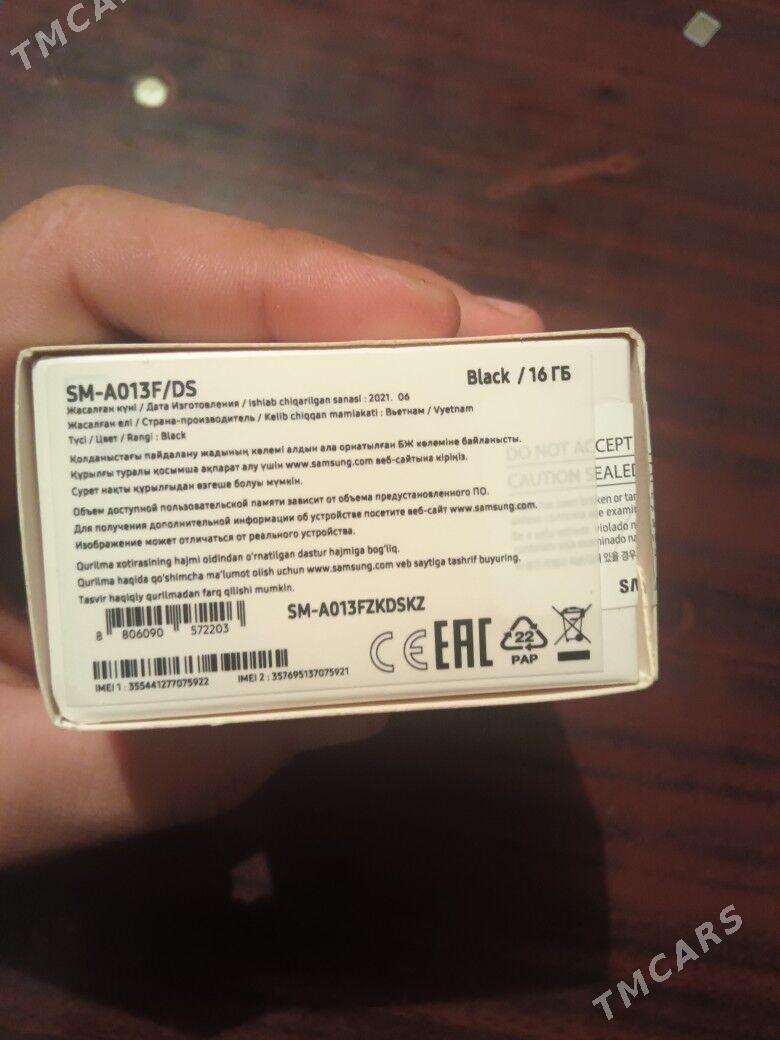 TMCARS
SM-A013F/DS
Black / 16 ГБ
Жасалған күні / Дата Изготовления / Ishlab chiqarilgan sanasi : 2021. 06
Жасалған елі / Страна-производитель / Kelib chiqqan mamlakati : Вьетнам / Vyetnam
Түсі / Цвет / Rangi : Black
Қолданыстағы пайдалану жадының көлемі алдын ала орнатылған БЖ көлеміне байланысты.
Құрылғы туралы қосымша ақпарат алу үшін www.samsung.com веб-сайтына кіріңіз.
Сурет нақты құрылғыдан өзгеше болуы мүмкін.
Объем доступной пользовательской памяти зависит от объема предустановленного ПО.
Для получения дополнительной информации об устройстве посетите веб-сайт www.samsung.com.
Изображение может отличаться от реального устройства.
Qurilma xotirasining hajmi oldindan o'rnatilgan dastur hajmiga bog'liq.
Qurilma haqida qo'shimcha ma'lumot olish uchun www.samsung.com veb saytiga tashrif buyuring.
Tasvir haqiqiy qurilmadan farq qilishi mumkin.
DO NOT ACCEPT
CAUTION SEALED
8 806090 572203
SM-A013FZKDSKZ
CE EAC 22 PAP
IMEI 1 : 355441277075922
IMEI 2 : 357695137075921
TMCARS